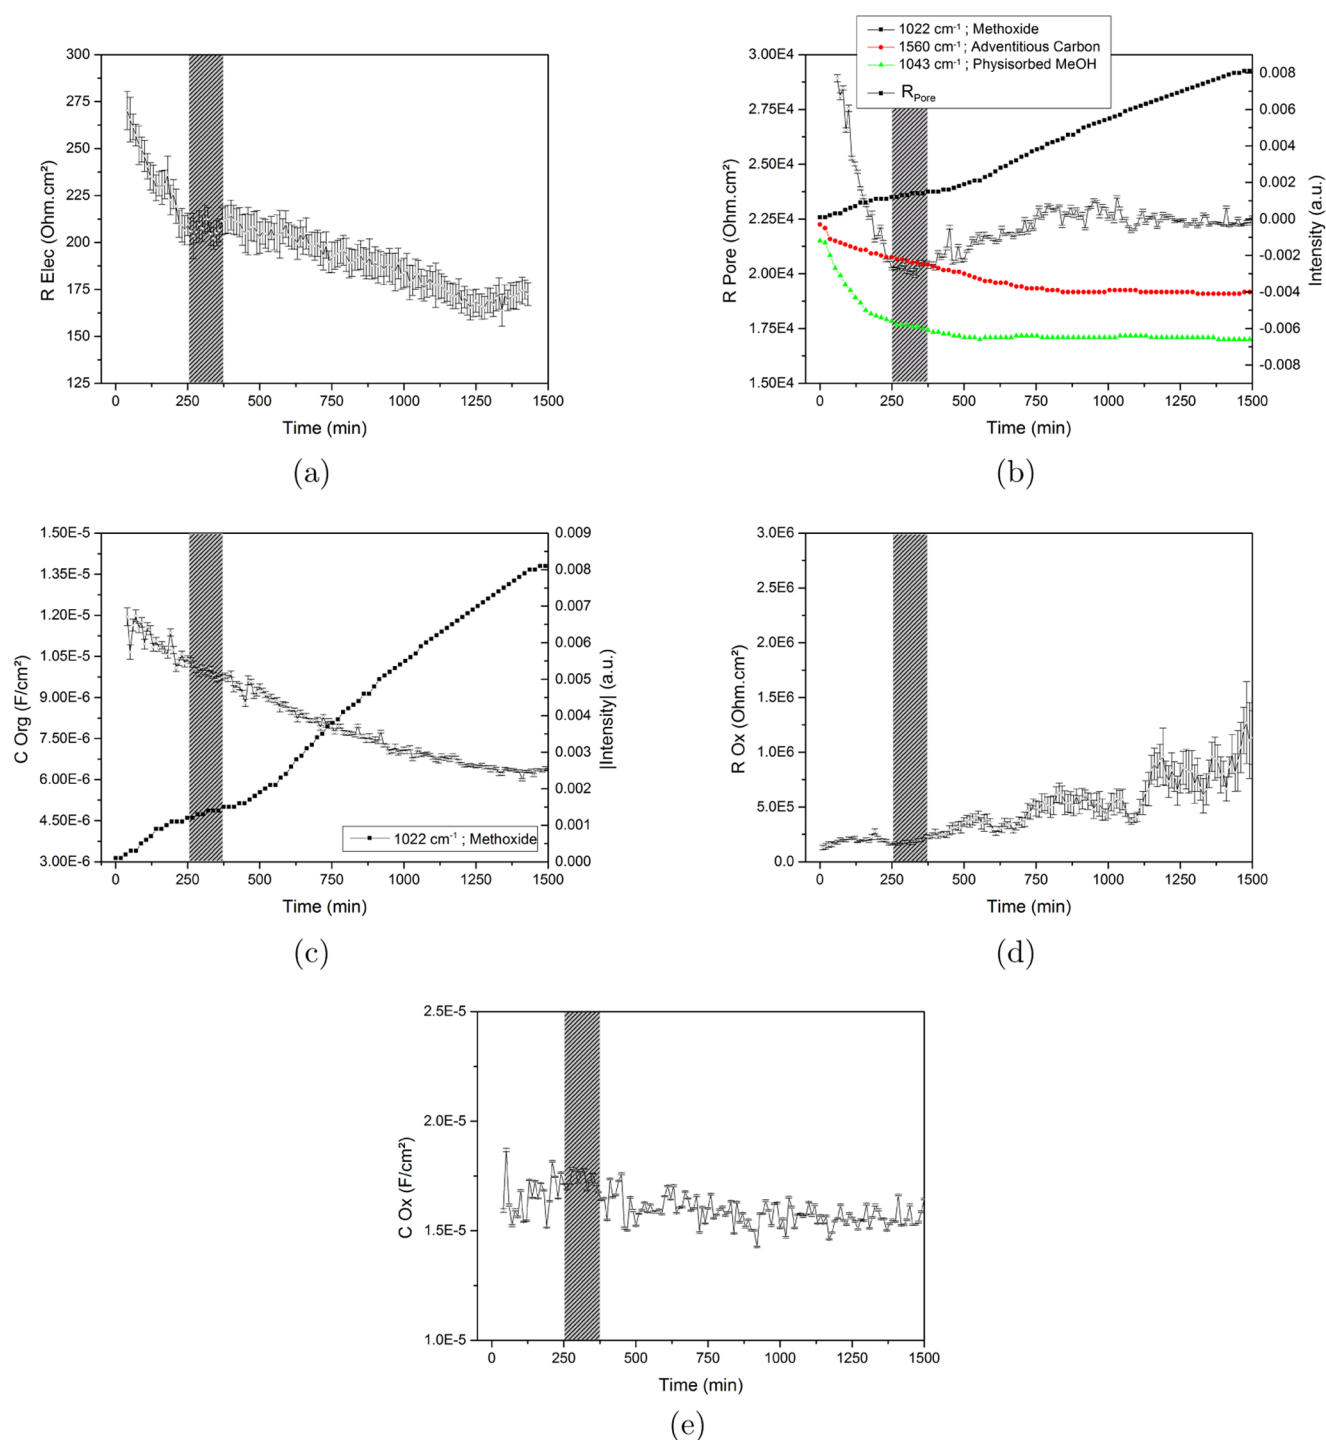 300
275
250
225
200
175
150
125
R Elec (Ohm.cm²)
0 250 500 750 1000 1250 1500
Time (min)
(a)
1022 cm⁻¹ ; Methoxide
1560 cm⁻¹ ; Adventitious Carbon
1043 cm⁻¹ ; Physisorbed MeOH
R_Pore
3.00E4
2.75E4
2.50E4
2.25E4
2.00E4
1.75E4
1.50E4
R Pore (Ohm.cm²)
0.008
0.006
0.004
0.002
0.000
-0.002
-0.004
-0.006
-0.008
Intensity (a.u.)
0 250 500 750 1000 1250 1500
Time (min)
(b)
1.50E-5
1.35E-5
1.20E-5
1.05E-5
9.00E-6
7.50E-6
6.00E-6
4.50E-6
3.00E-6
C Org (F/cm²)
0.009
0.008
0.007
0.006
0.005
0.004
0.003
0.002
0.001
0.000
|Intensity| (a.u.)
1022 cm⁻¹ ; Methoxide
0 250 500 750 1000 1250 1500
Time (min)
(c)
3.0E6
2.5E6
2.0E6
1.5E6
1.0E6
5.0E5
0.0
R Ox (Ohm.cm²)
0 250 500 750 1000 1250 1500
Time (min)
(d)
2.5E-5
2.0E-5
1.5E-5
1.0E-5
C Ox (F/cm²)
0 250 500 750 1000 1250 1500
Time (min)
(e)